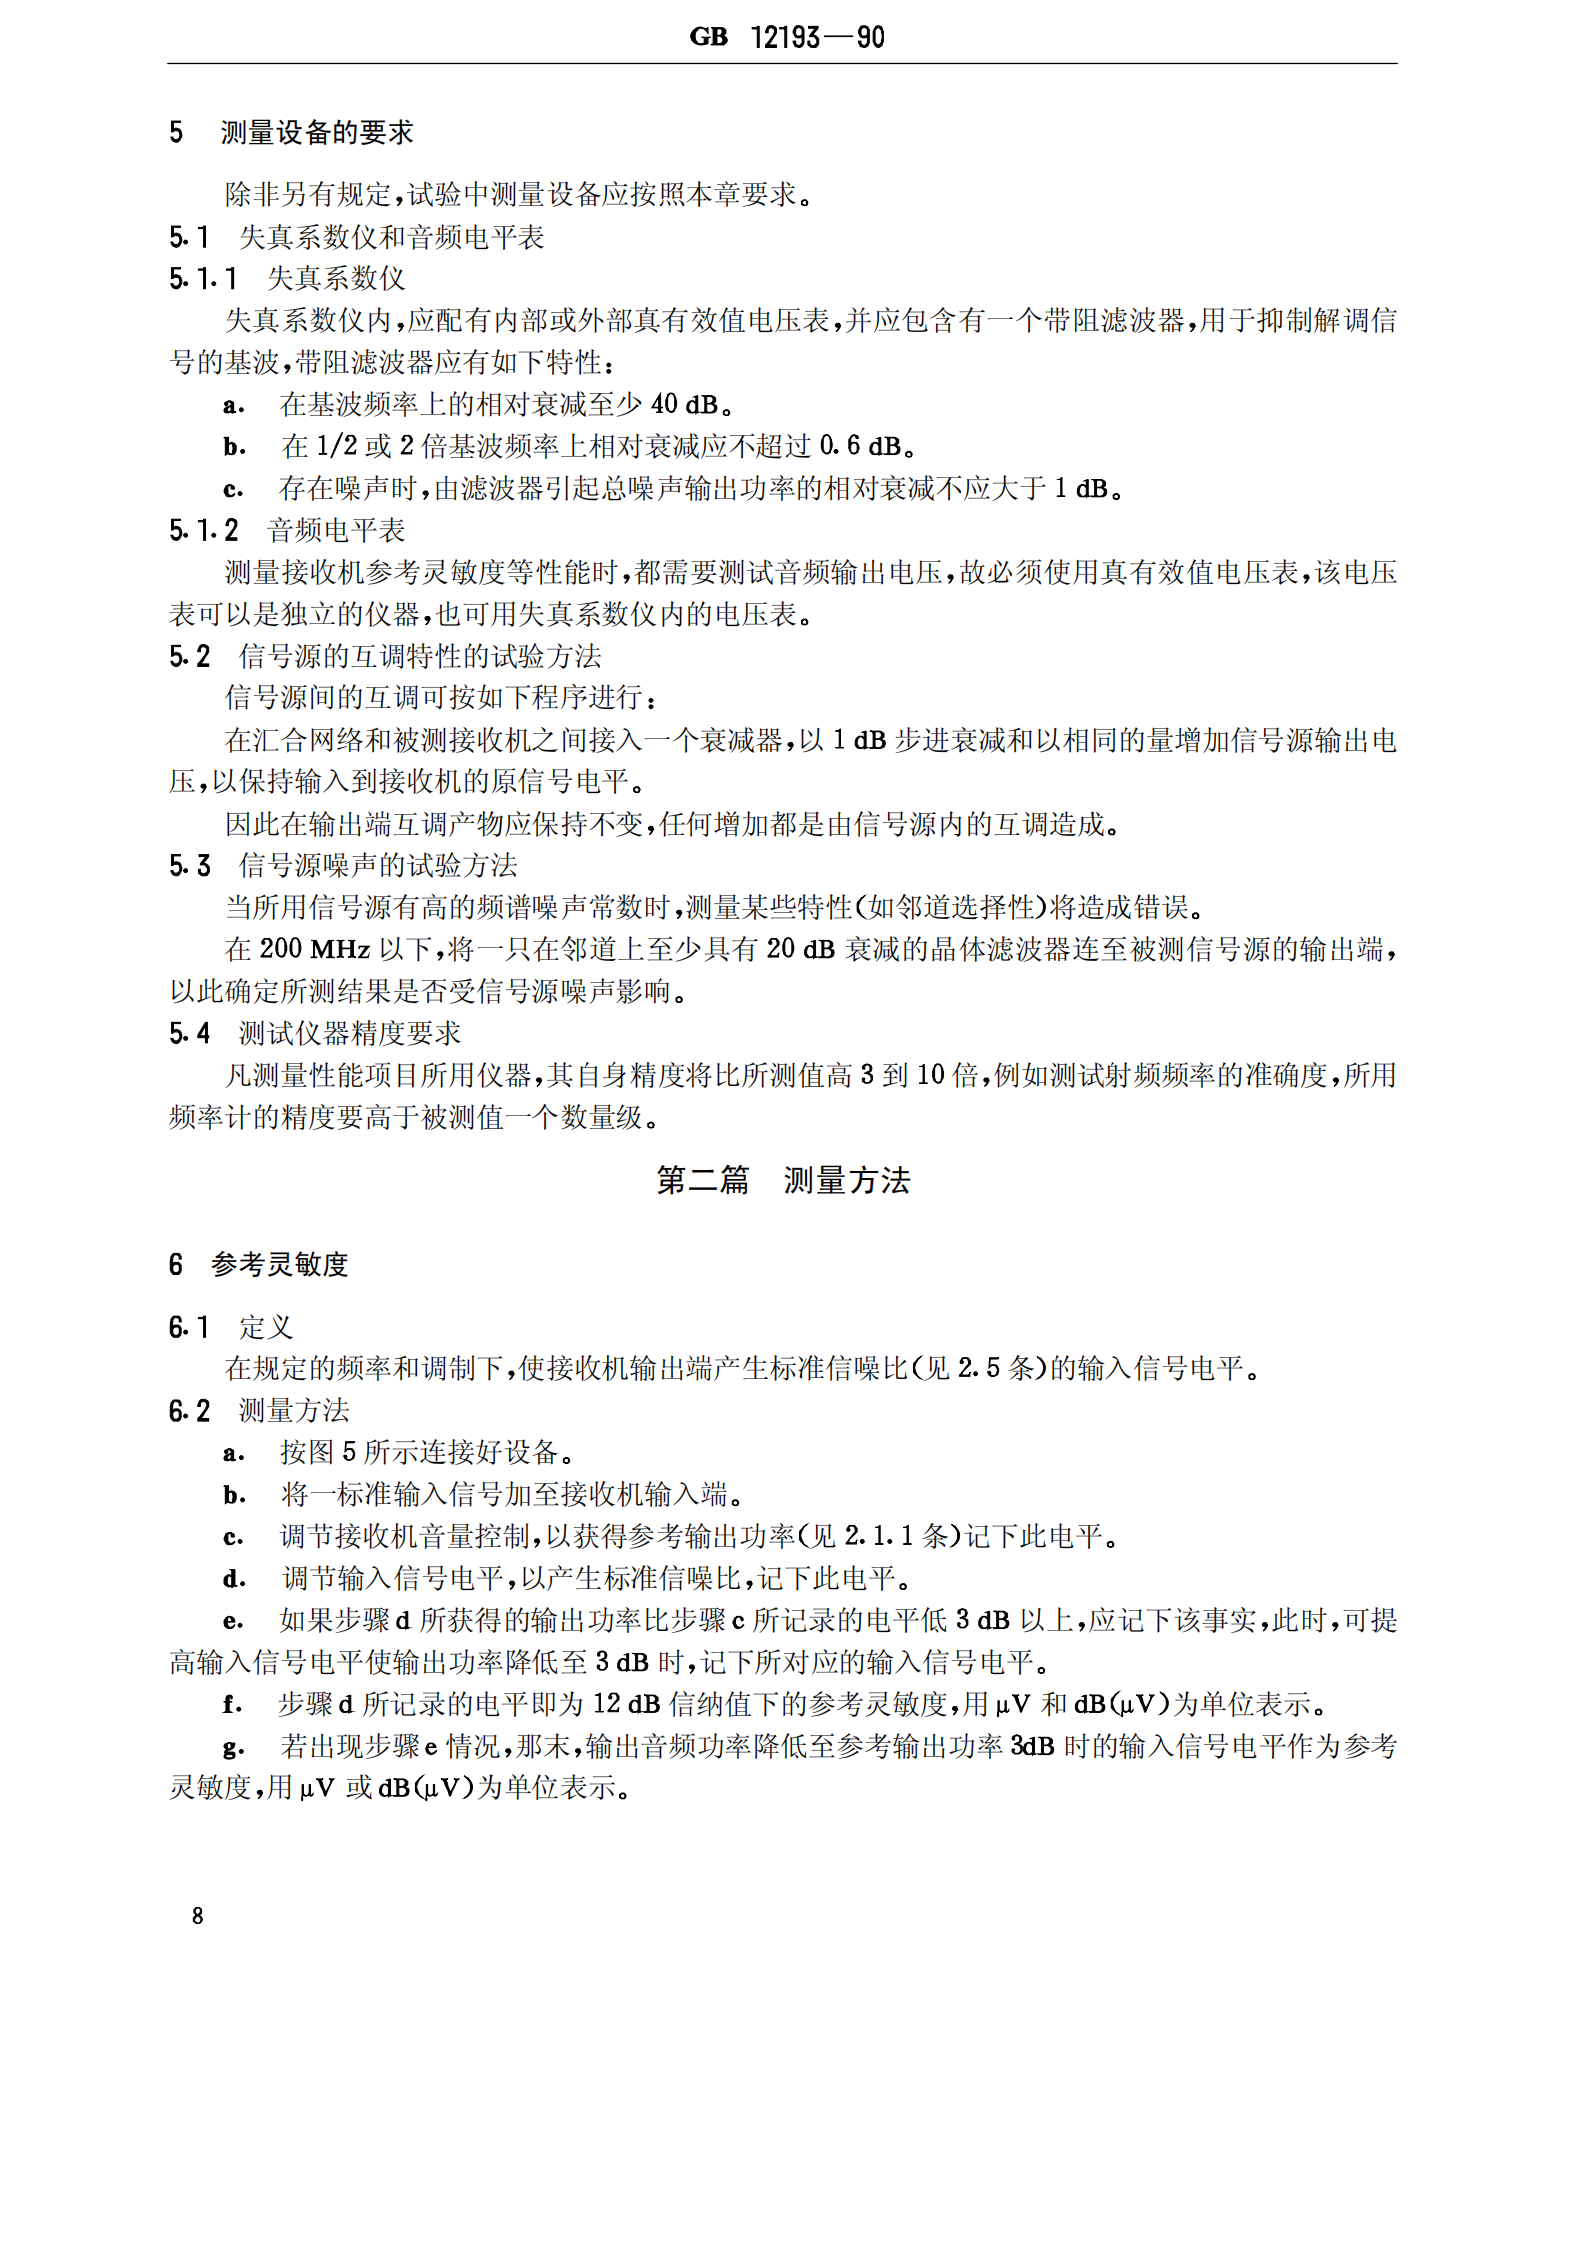 GB 12193—90
5 测量设备的要求
除非另有规定,试验中测量设备应按照本章要求。
5.1 失真系数仪和音频电平表
5.1.1 失真系数仪
失真系数仪内,应配有内部或外部真有效值电压表,并应包含有一个带阻滤波器,用于抑制解调信
号的基波,带阻滤波器应有如下特性:
a. 在基波频率上的相对衰减至少 40 dB。
b. 在 1/2 或 2 倍基波频率上相对衰减应不超过 0.6 dB。
c. 存在噪声时,由滤波器引起总噪声输出功率的相对衰减不应大于 1 dB。
5.1.2 音频电平表
测量接收机参考灵敏度等性能时,都需要测试音频输出电压,故必须使用真有效值电压表,该电压
表可以是独立的仪器,也可用失真系数仪内的电压表。
5.2 信号源的互调特性的试验方法
信号源间的互调可按如下程序进行:
在汇合网络和被测接收机之间接入一个衰减器,以 1 dB 步进衰减和以相同的量增加信号源输出电
压,以保持输入到接收机的原信号电平。
因此在输出端互调产物应保持不变,任何增加都是由信号源内的互调造成。
5.3 信号源噪声的试验方法
当所用信号源有高的频谱噪声常数时,测量某些特性(如邻道选择性)将造成错误。
在 200 MHz 以下,将一只在邻道上至少具有 20 dB 衰减的晶体滤波器连至被测信号源的输出端,
以此确定所测结果是否受信号源噪声影响。
5.4 测试仪器精度要求
凡测量性能项目所用仪器,其自身精度将比所测值高 3 到 10 倍,例如测试射频频率的准确度,所用
频率计的精度要高于被测值一个数量级。
第二篇 测量方法
6 参考灵敏度
6.1 定义
在规定的频率和调制下,使接收机输出端产生标准信噪比(见 2.5 条)的输入信号电平。
6.2 测量方法
a. 按图 5 所示连接好设备。
b. 将一标准输入信号加至接收机输入端。
c. 调节接收机音量控制,以获得参考输出功率(见 2.1.1 条)记下此电平。
d. 调节输入信号电平,以产生标准信噪比,记下此电平。
e. 如果步骤 d 所获得的输出功率比步骤 c 所记录的电平低 3 dB 以上,应记下该事实,此时,可提
高输入信号电平使输出功率降低至 3 dB 时,记下所对应的输入信号电平。
f. 步骤 d 所记录的电平即为 12 dB 信纳值下的参考灵敏度,用 μV 和 dB(μV)为单位表示。
g. 若出现步骤 e 情况,那末,输出音频功率降低至参考输出功率 3dB 时的输入信号电平作为参考
灵敏度,用 μV 或 dB(μV)为单位表示。
8